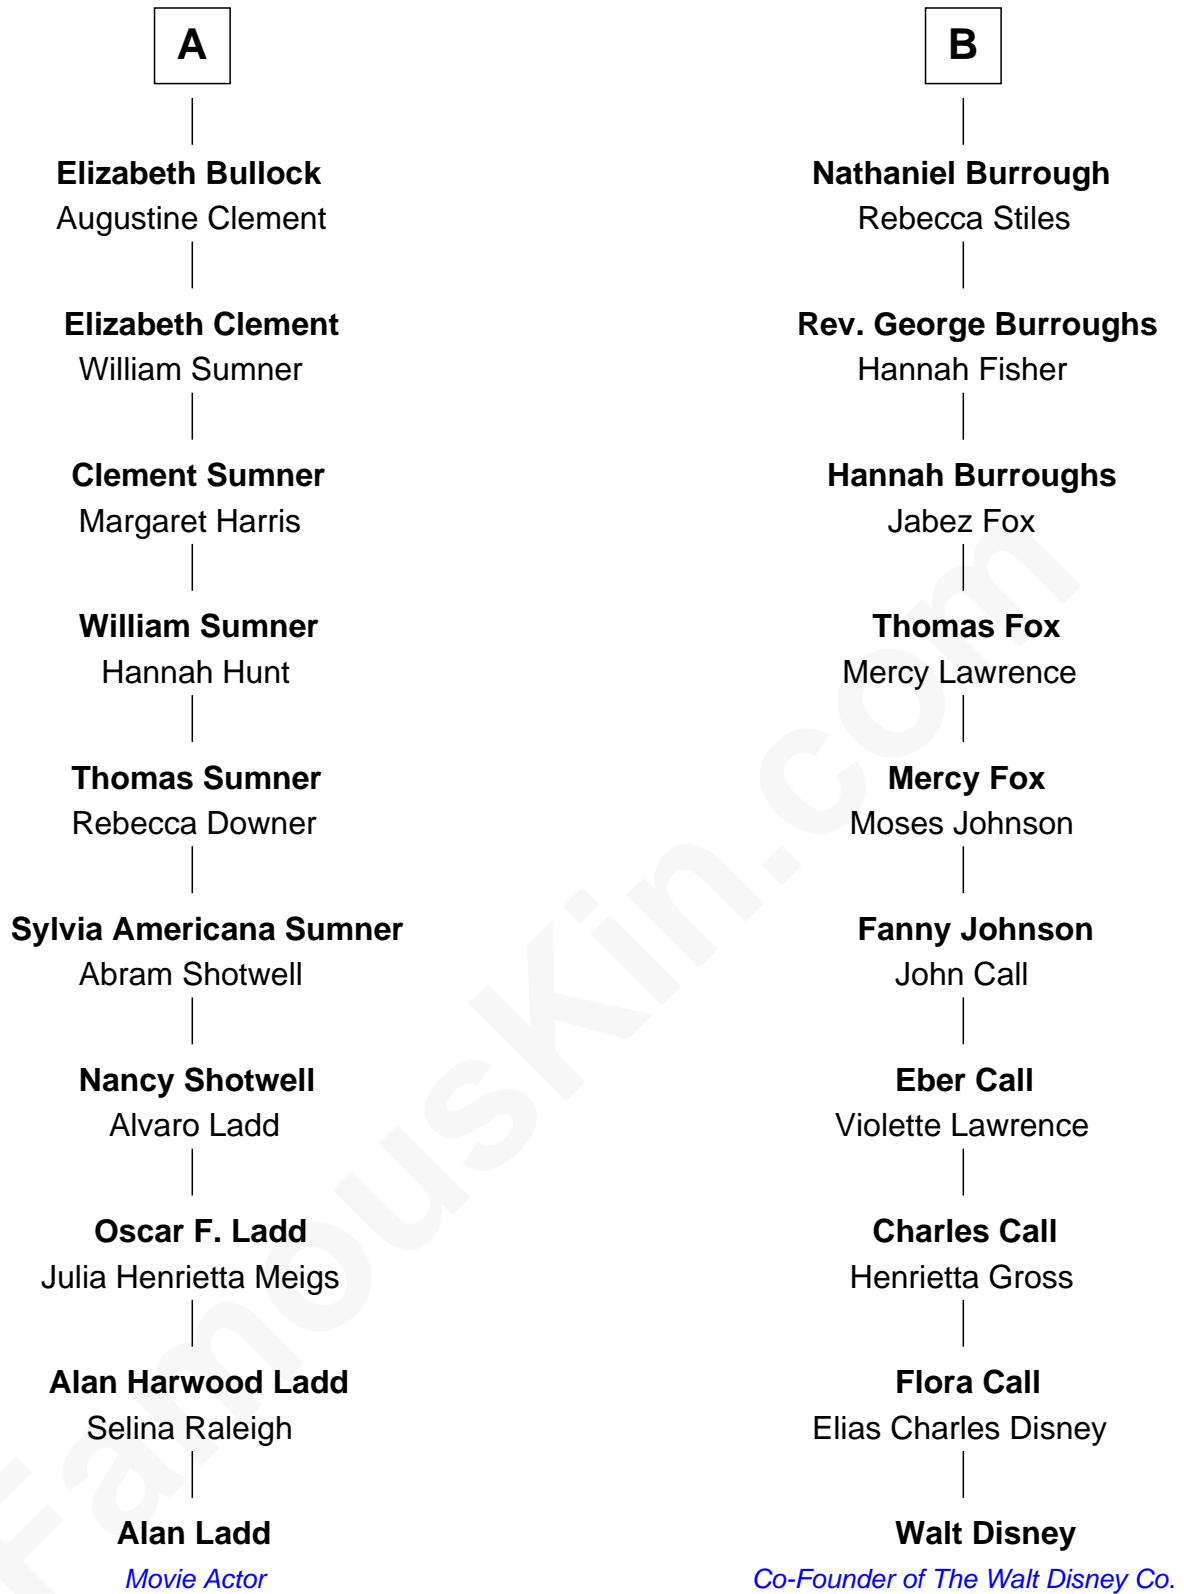 A
Elizabeth Bullock
Augustine Clement
Elizabeth Clement
William Sumner
Clement Sumner
Margaret Harris
William Sumner
Hannah Hunt
Thomas Sumner
Rebecca Downer
Sylvia Americana Sumner
Abram Shotwell
Nancy Shotwell
Alvaro Ladd
Oscar F. Ladd
Julia Henrietta Meigs
Alan Harwood Ladd
Selina Raleigh
Alan Ladd
Movie Actor
B
Nathaniel Burrough
Rebecca Stiles
Rev. George Burroughs
Hannah Fisher
Hannah Burroughs
Jabez Fox
Thomas Fox
Mercy Lawrence
Mercy Fox
Moses Johnson
Fanny Johnson
John Call
Eber Call
Violette Lawrence
Charles Call
Henrietta Gross
Flora Call
Elias Charles Disney
Walt Disney
Co-Founder of The Walt Disney Co.
FamousKin.com